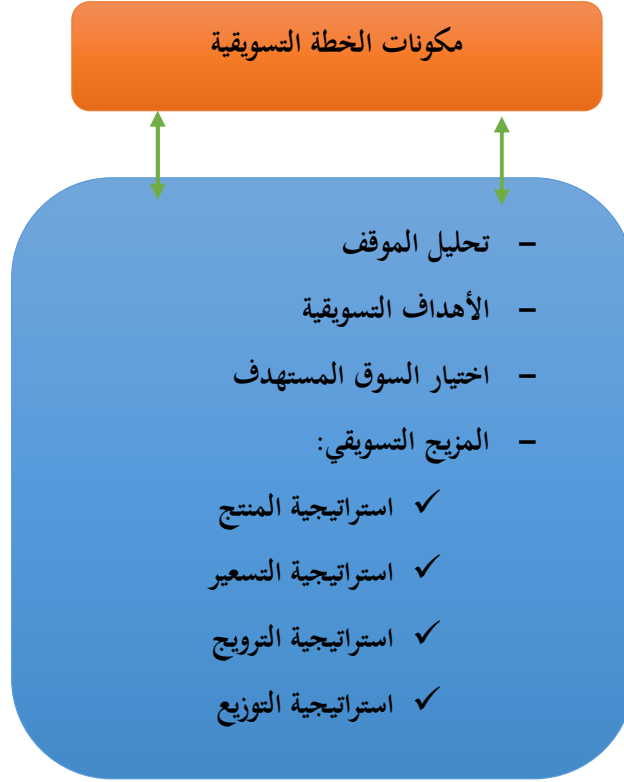 مكونات الخطة التسويقية
– تحليل الموقف
– الأهداف التسويقية
– اختيار السوق المستهدف
– المزيج التسويقي:
✓ استراتيجية المنتج
✓ استراتيجية التسعير
✓ استراتيجية الترويج
✓ استراتيجية التوزيع